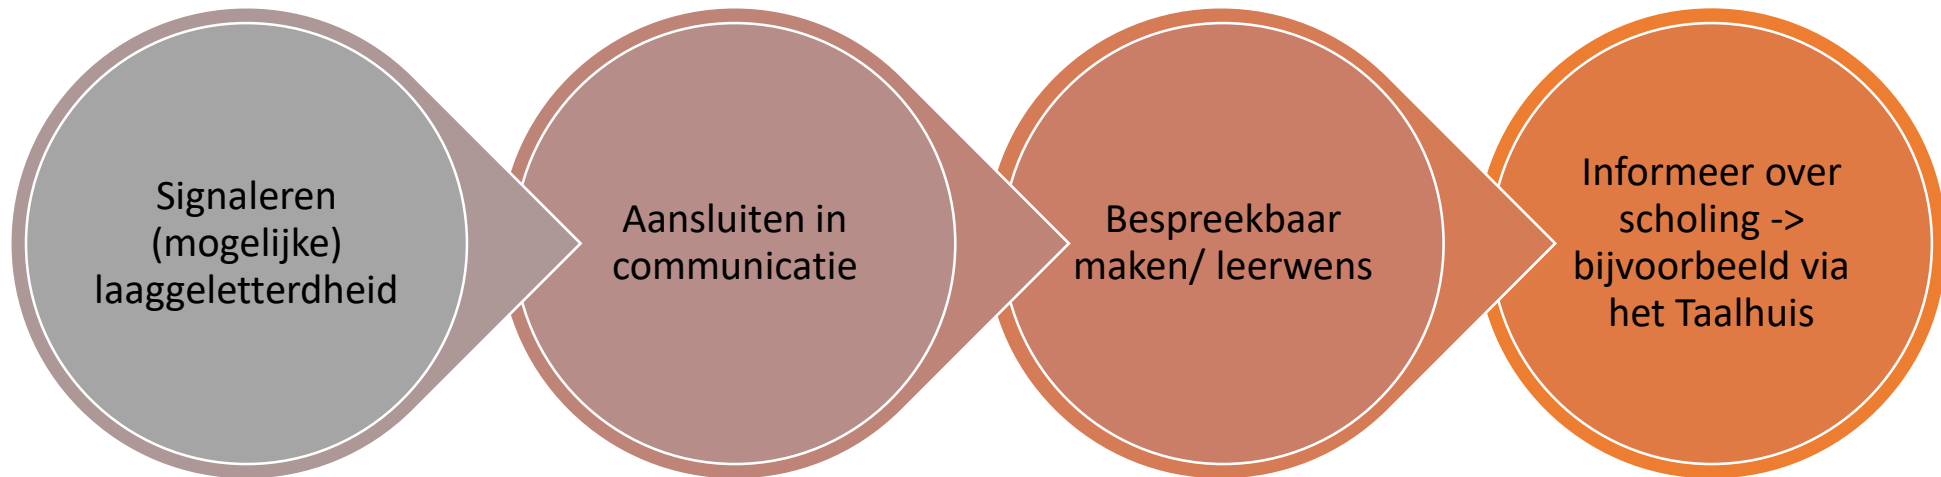 Signaleren
(mogelijke)
laaggeletterdheid
Aansluiten in
communicatie
Bespreekbaar
maken/ leerwens
Informeer over
scholing ->
bijvoorbeeld via
het Taalhuis